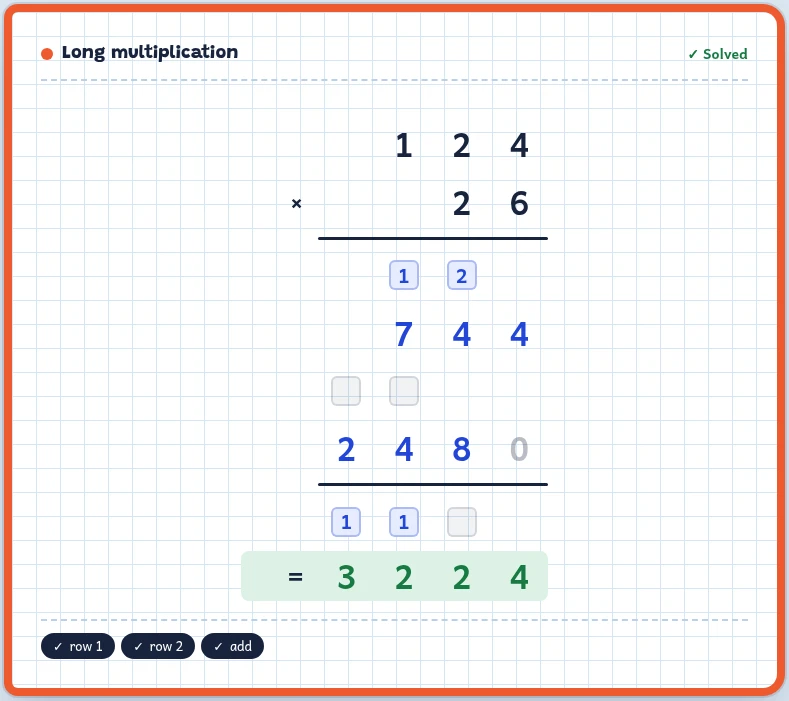 Long multiplication ✓ Solved
1 2 4
× 2 6
1 2
7 4 4
2 4 8 0
1 1
= 3 2 2 4
✓ row 1 ✓ row 2 ✓ add